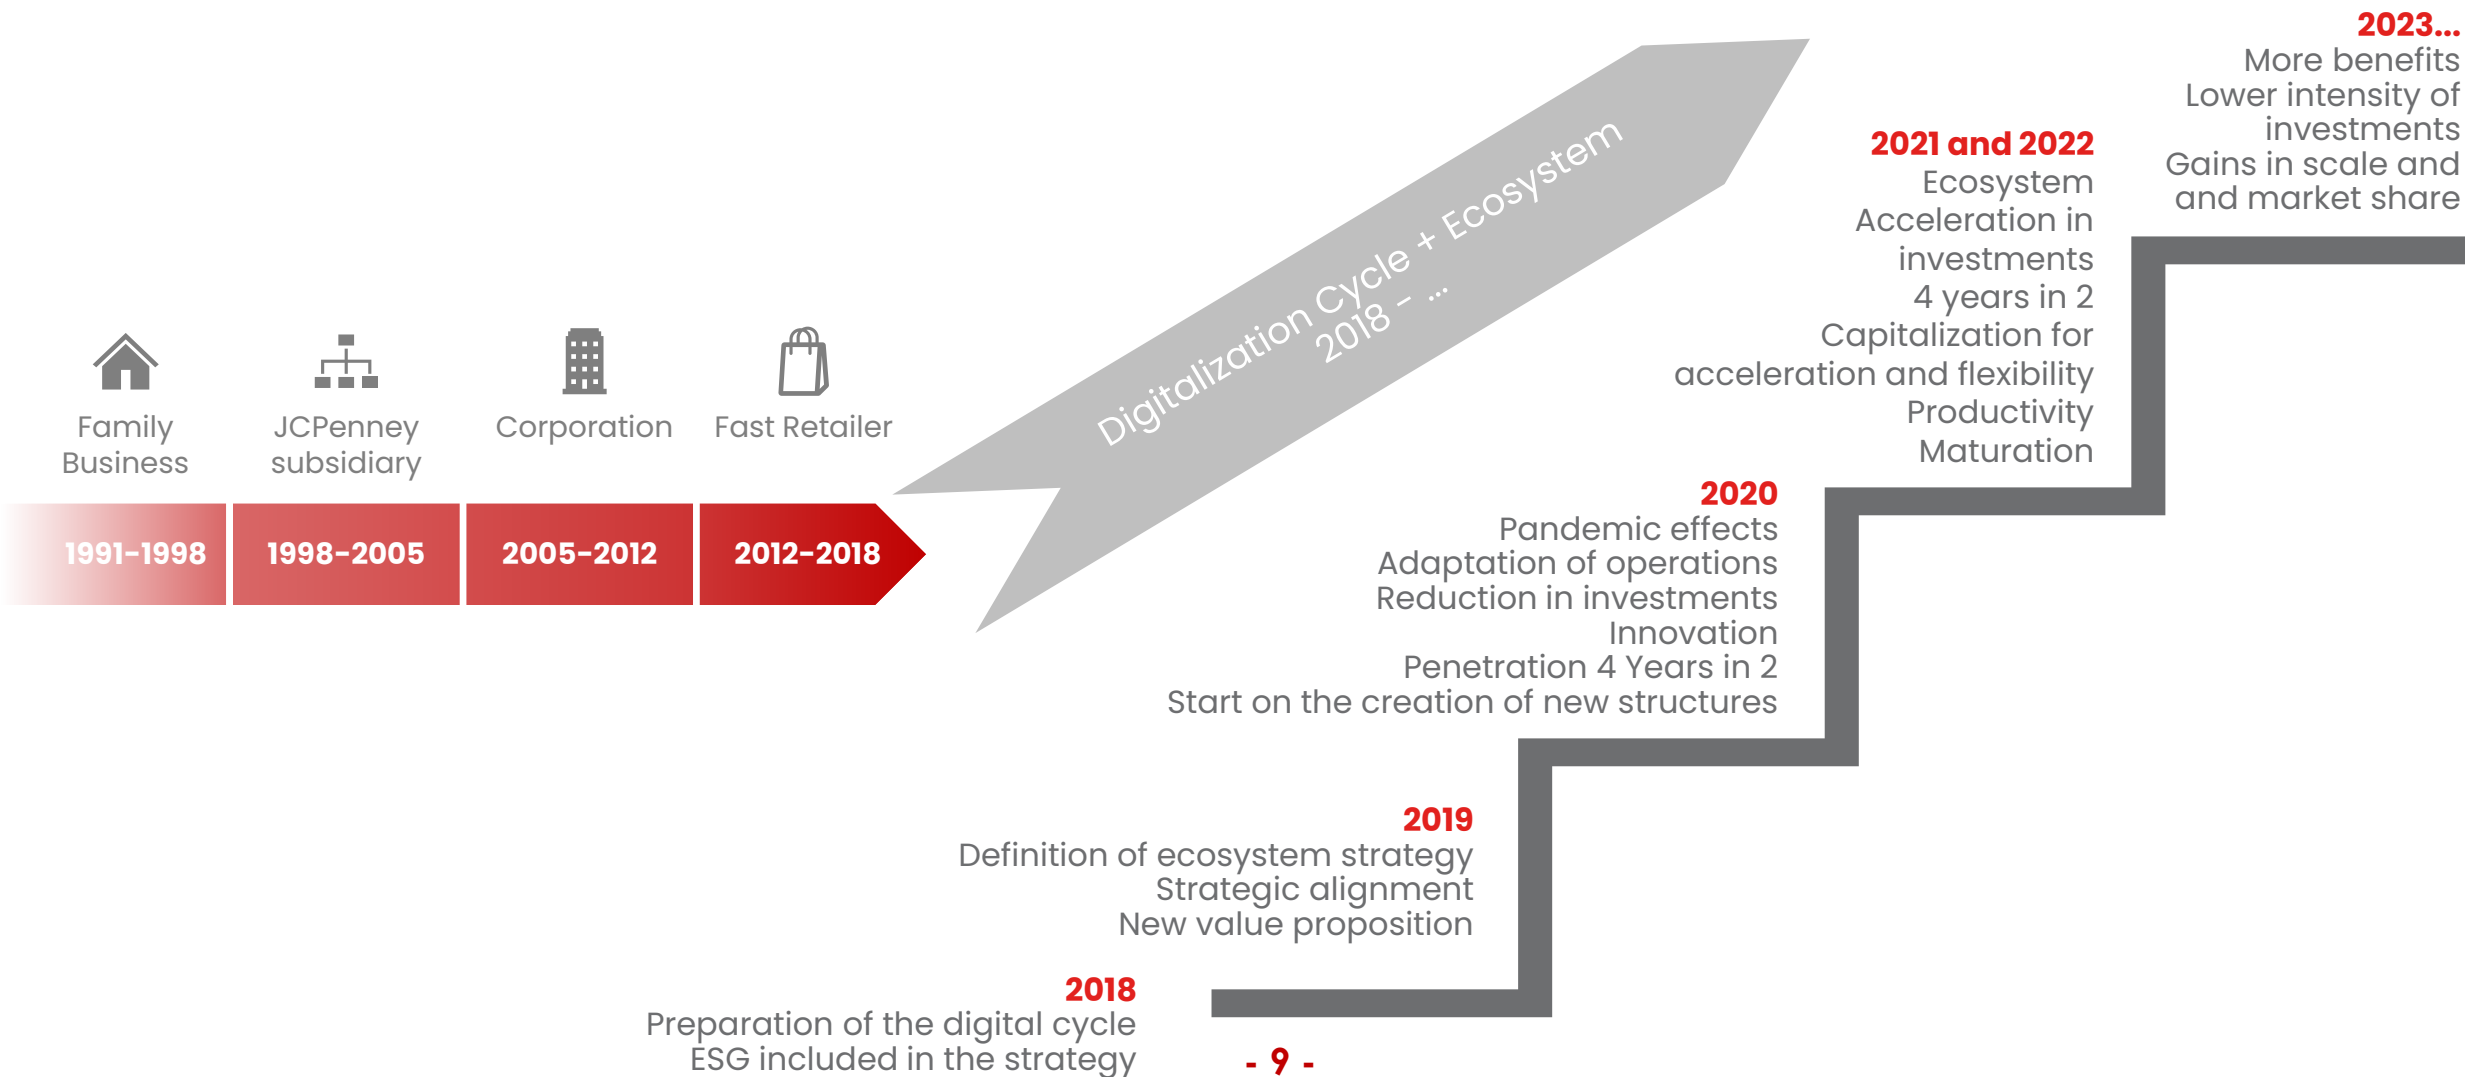 Family
Business
JCPenney
subsidiary
Corporation
Fast Retailer
1991-1998
1998-2005
2005-2012
2012-2018
Digitalization Cycle + Ecosystem
2018 - ...
2018
Preparation of the digital cycle
ESG included in the strategy
2019
Definition of ecosystem strategy
Strategic alignment
New value proposition
2020
Pandemic effects
Adaptation of operations
Reduction in investments
Innovation
Penetration 4 Years in 2
Start on the creation of new structures
2021 and 2022
Ecosystem
Acceleration in
investments
4 years in 2
Capitalization for
acceleration and flexibility
Productivity
Maturation
2023...
More benefits
Lower intensity of
investments
Gains in scale and
and market share
- 9 -